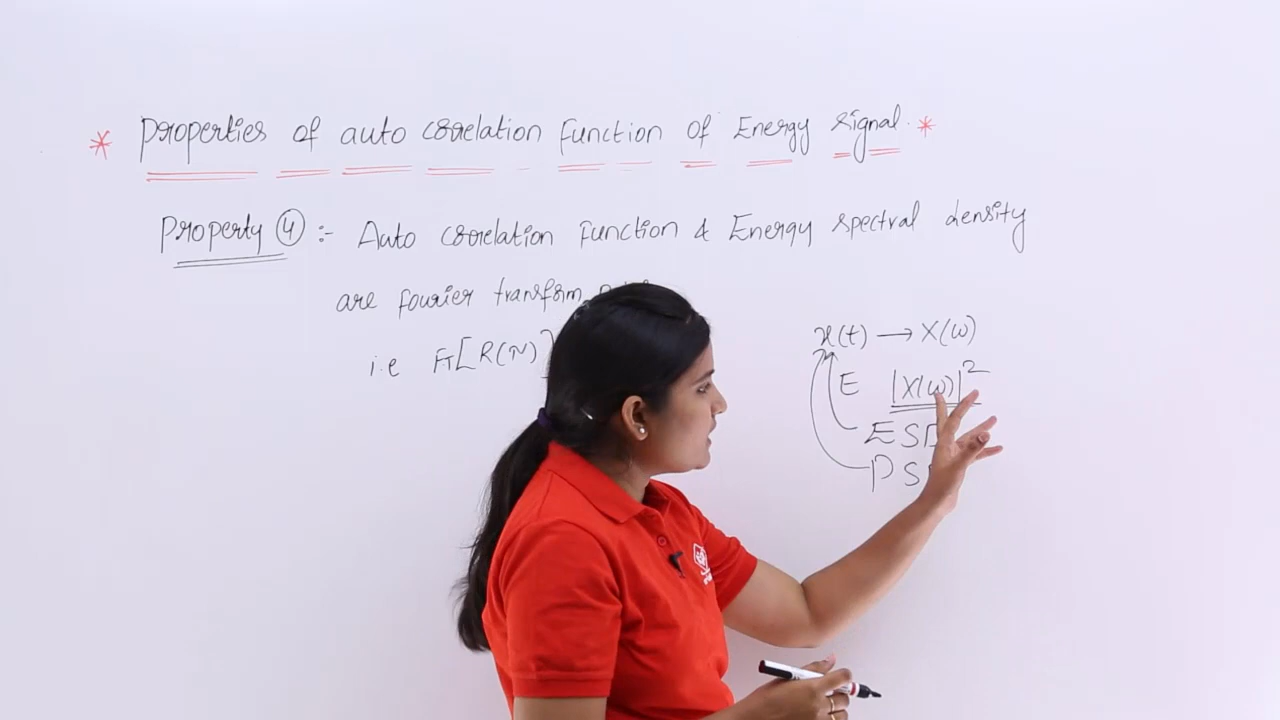 * Properties of auto correlation function of Energy signal. *
Property ④ :- Auto correlation function & Energy spectral density
are fourier transform
i.e FT[R(τ)]
x(t) → X(ω)
E |X(ω)|²
ESD
PS